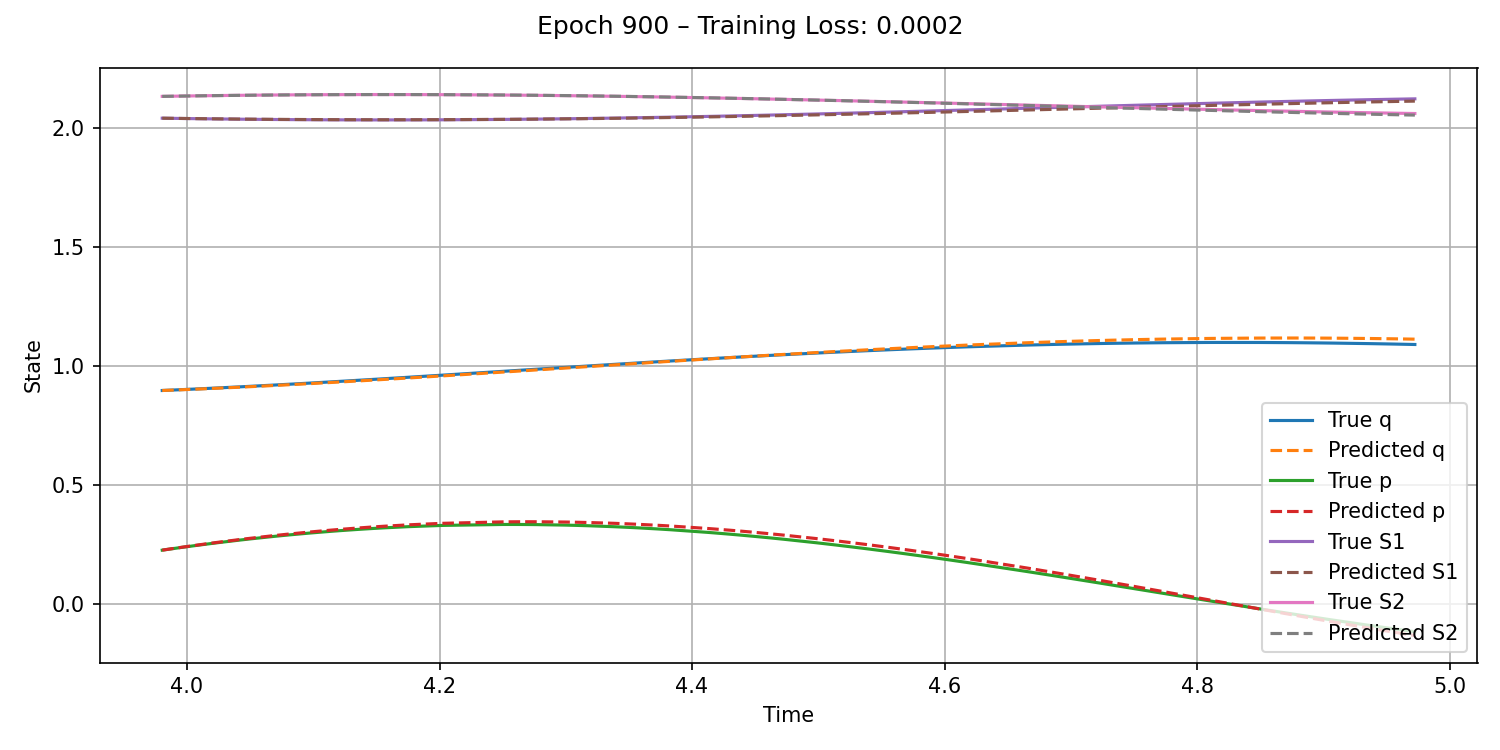 Epoch 900 – Training Loss: 0.0002
State
2.0
1.5
1.0
0.5
0.0
True q
Predicted q
True p
Predicted p
True S1
Predicted S1
True S2
Predicted S2
4.0 4.2 4.4 4.6 4.8 5.0
Time